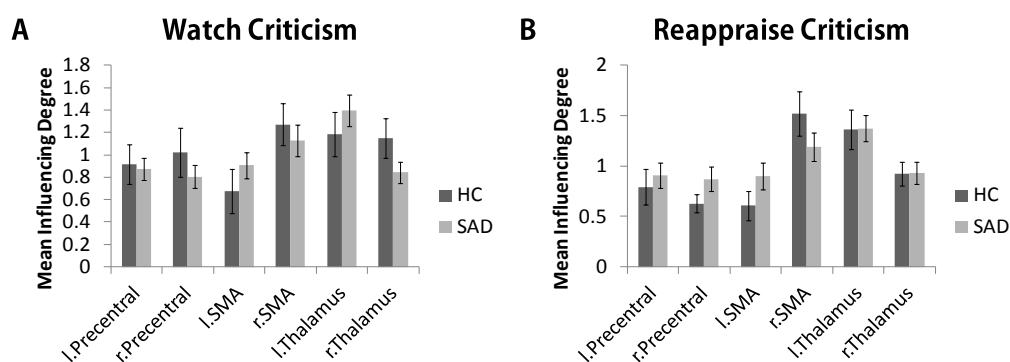 A
Watch Criticism
Mean Influencing Degree
1.8
1.6
1.4
1.2
1
0.8
0.6
0.4
0.2
0
l.Precentral
r.Precentral
l.SMA
r.SMA
l.Thalamus
r.Thalamus
HC
SAD
B
Reappraise Criticism
Mean Influencing Degree
2
1.5
1
0.5
0
l.Precentral
r.Precentral
l.SMA
r.SMA
l.Thalamus
r.Thalamus
HC
SAD